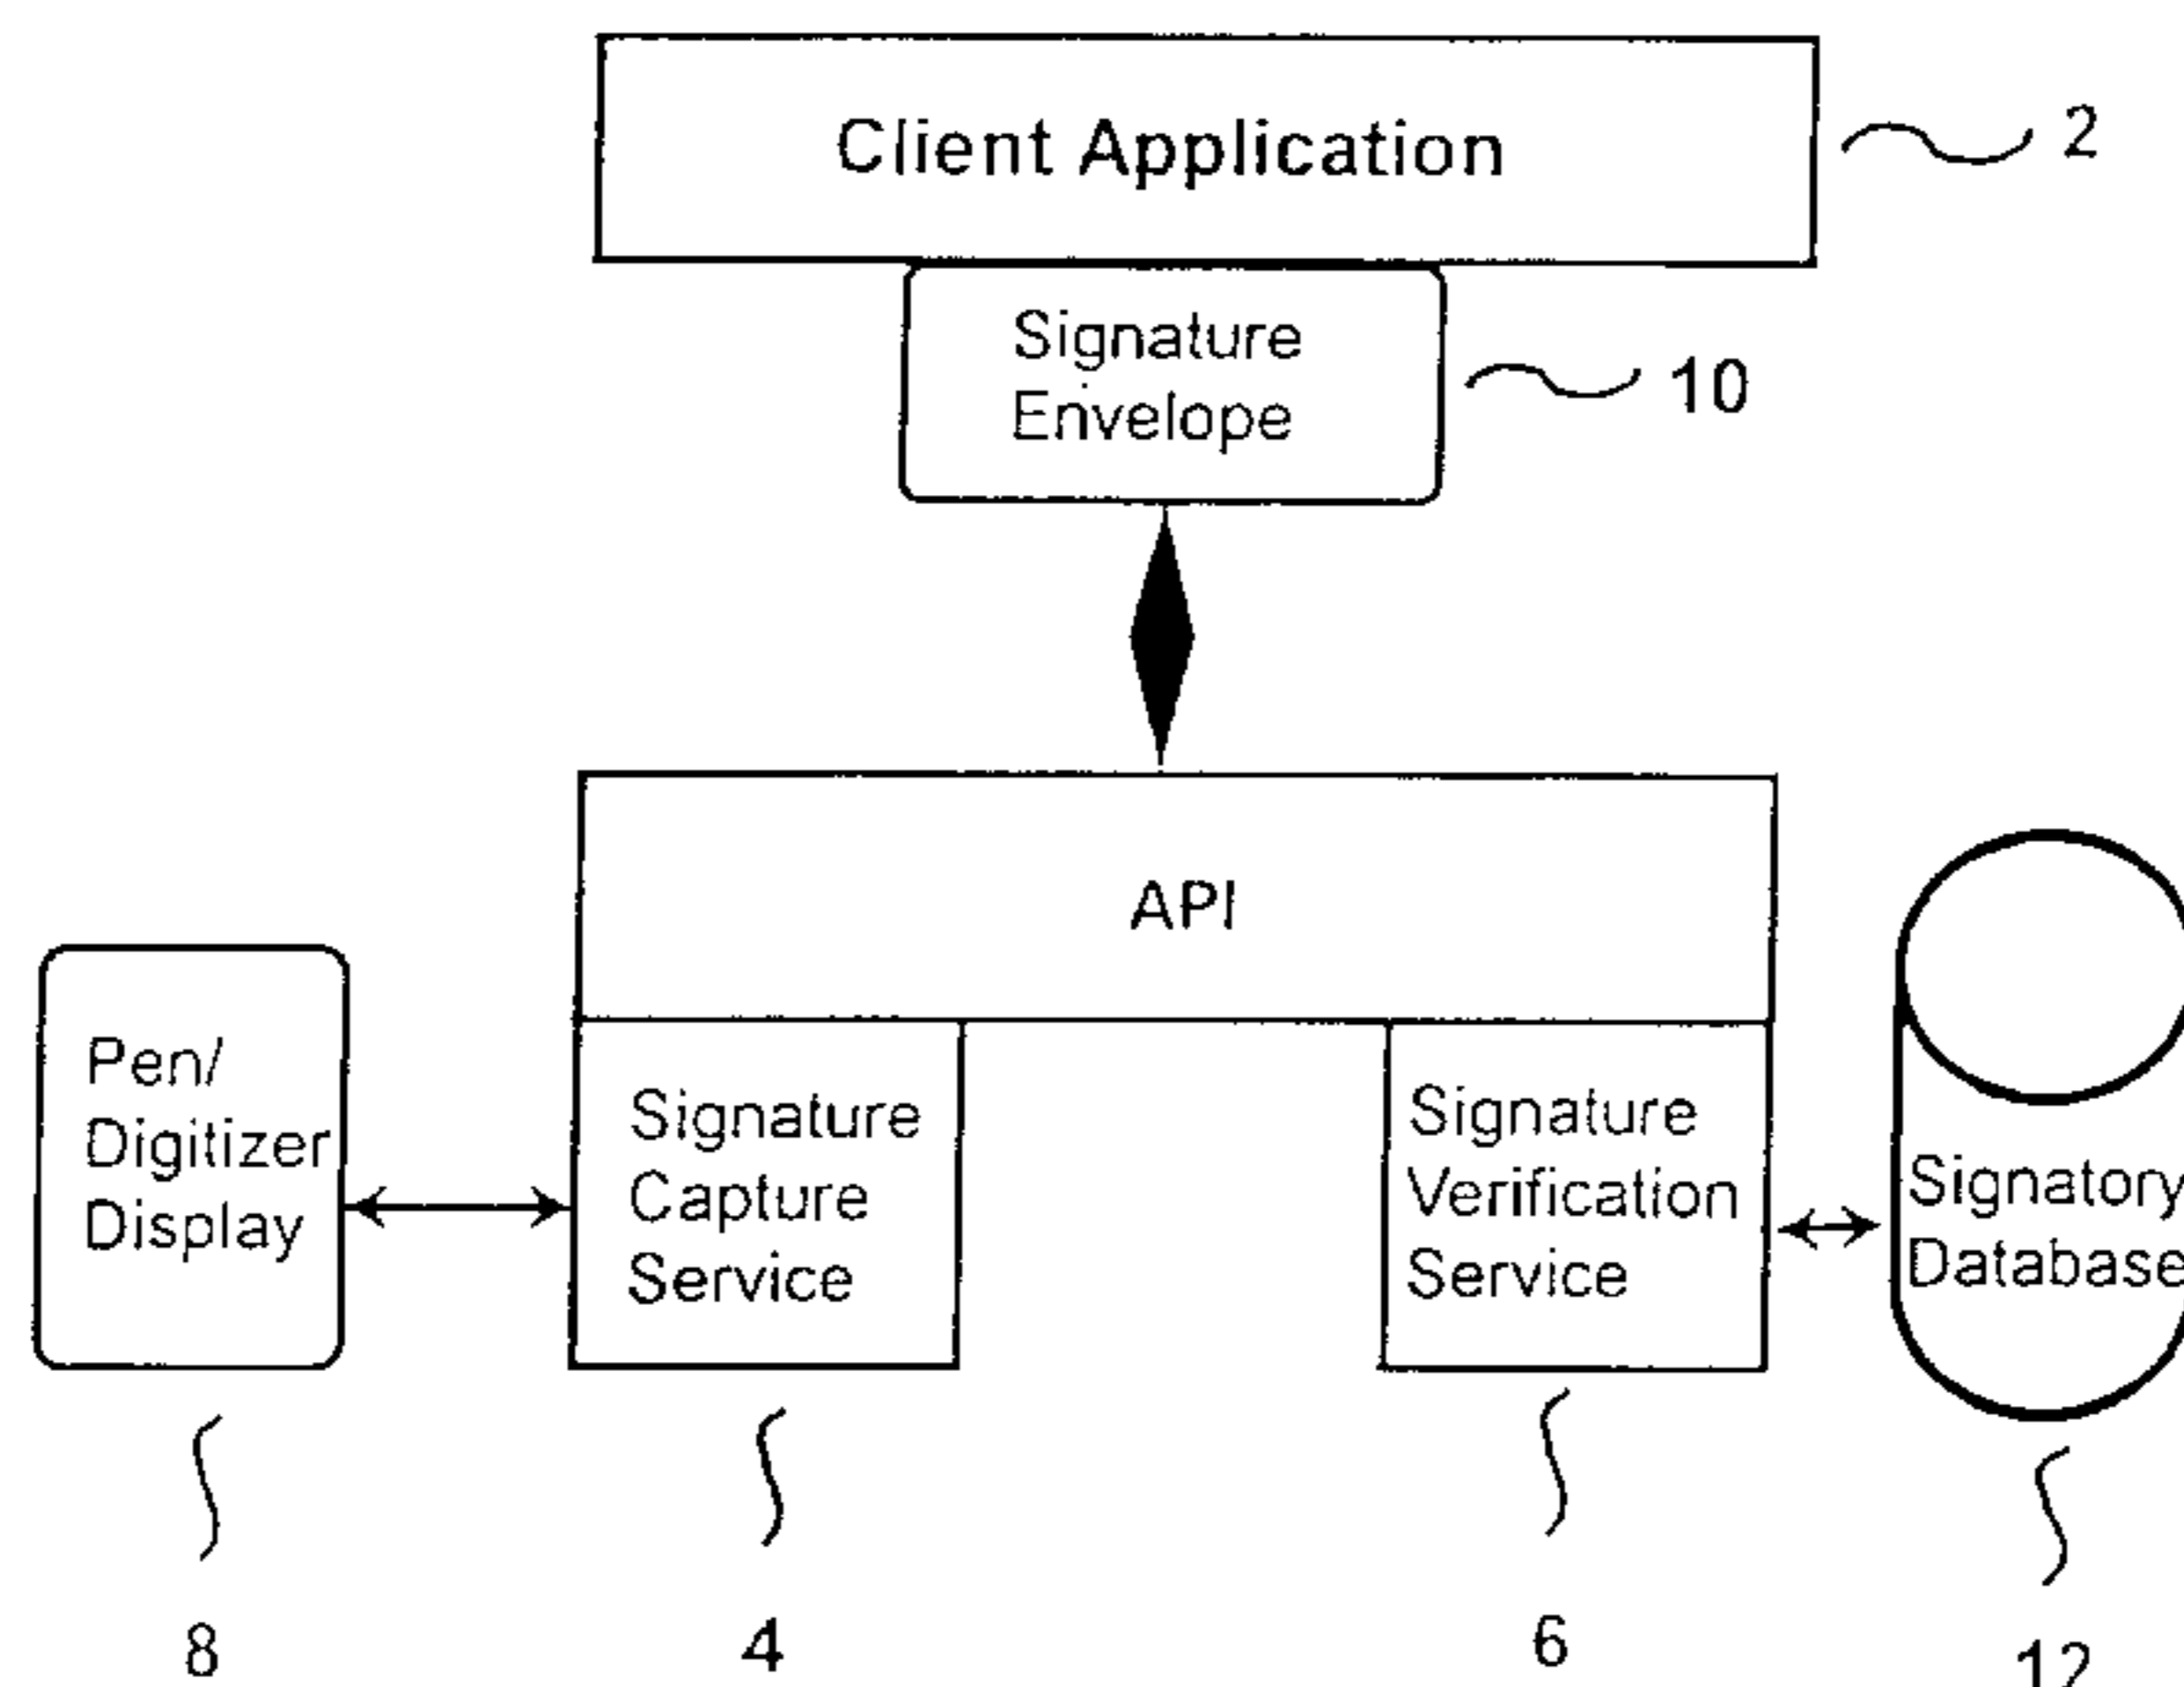 Client Application
2
Signature
Envelope
10
API
Pen/
Digitizer
Display
Signature
Capture
Service
Signature
Verification
Service
Signatory
Database
8
4
6
12